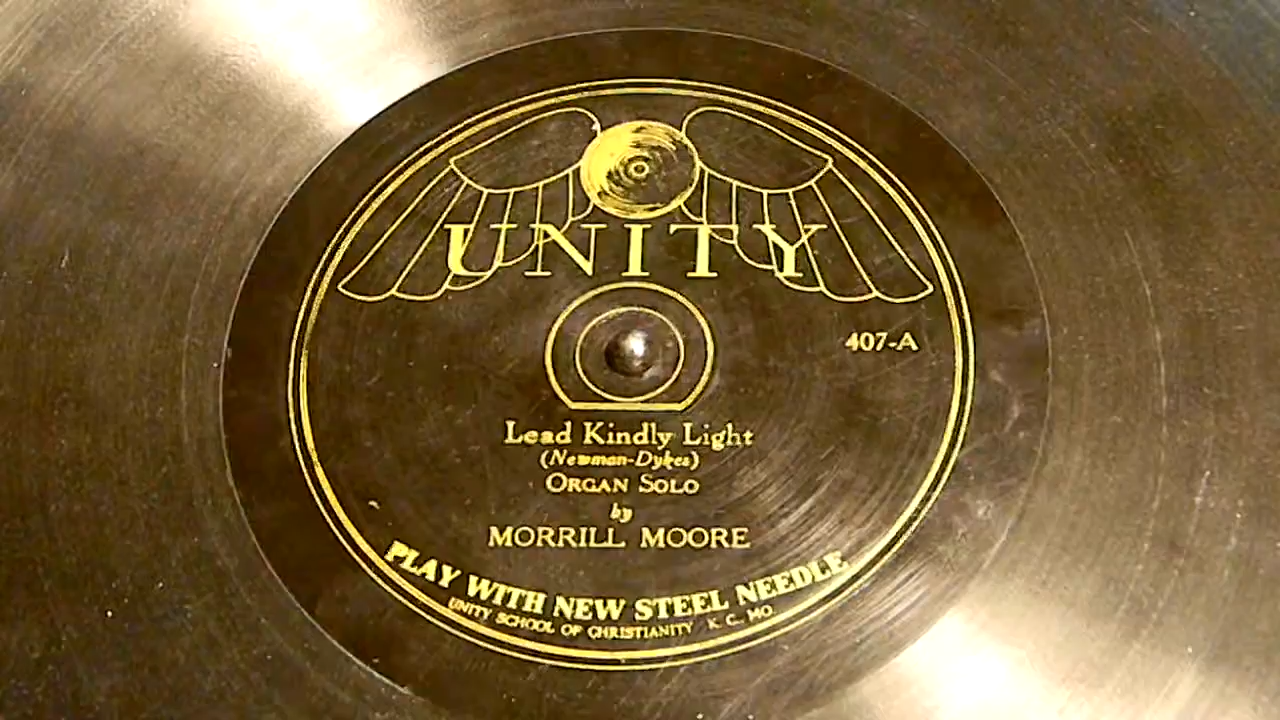 UNITY
407-A
Lead Kindly Light
(Newman-Dykes)
ORGAN SOLO
by
MORRILL MOORE
PLAY WITH NEW STEEL NEEDLE
UNITY SCHOOL OF CHRISTIANITY K. C., MO.